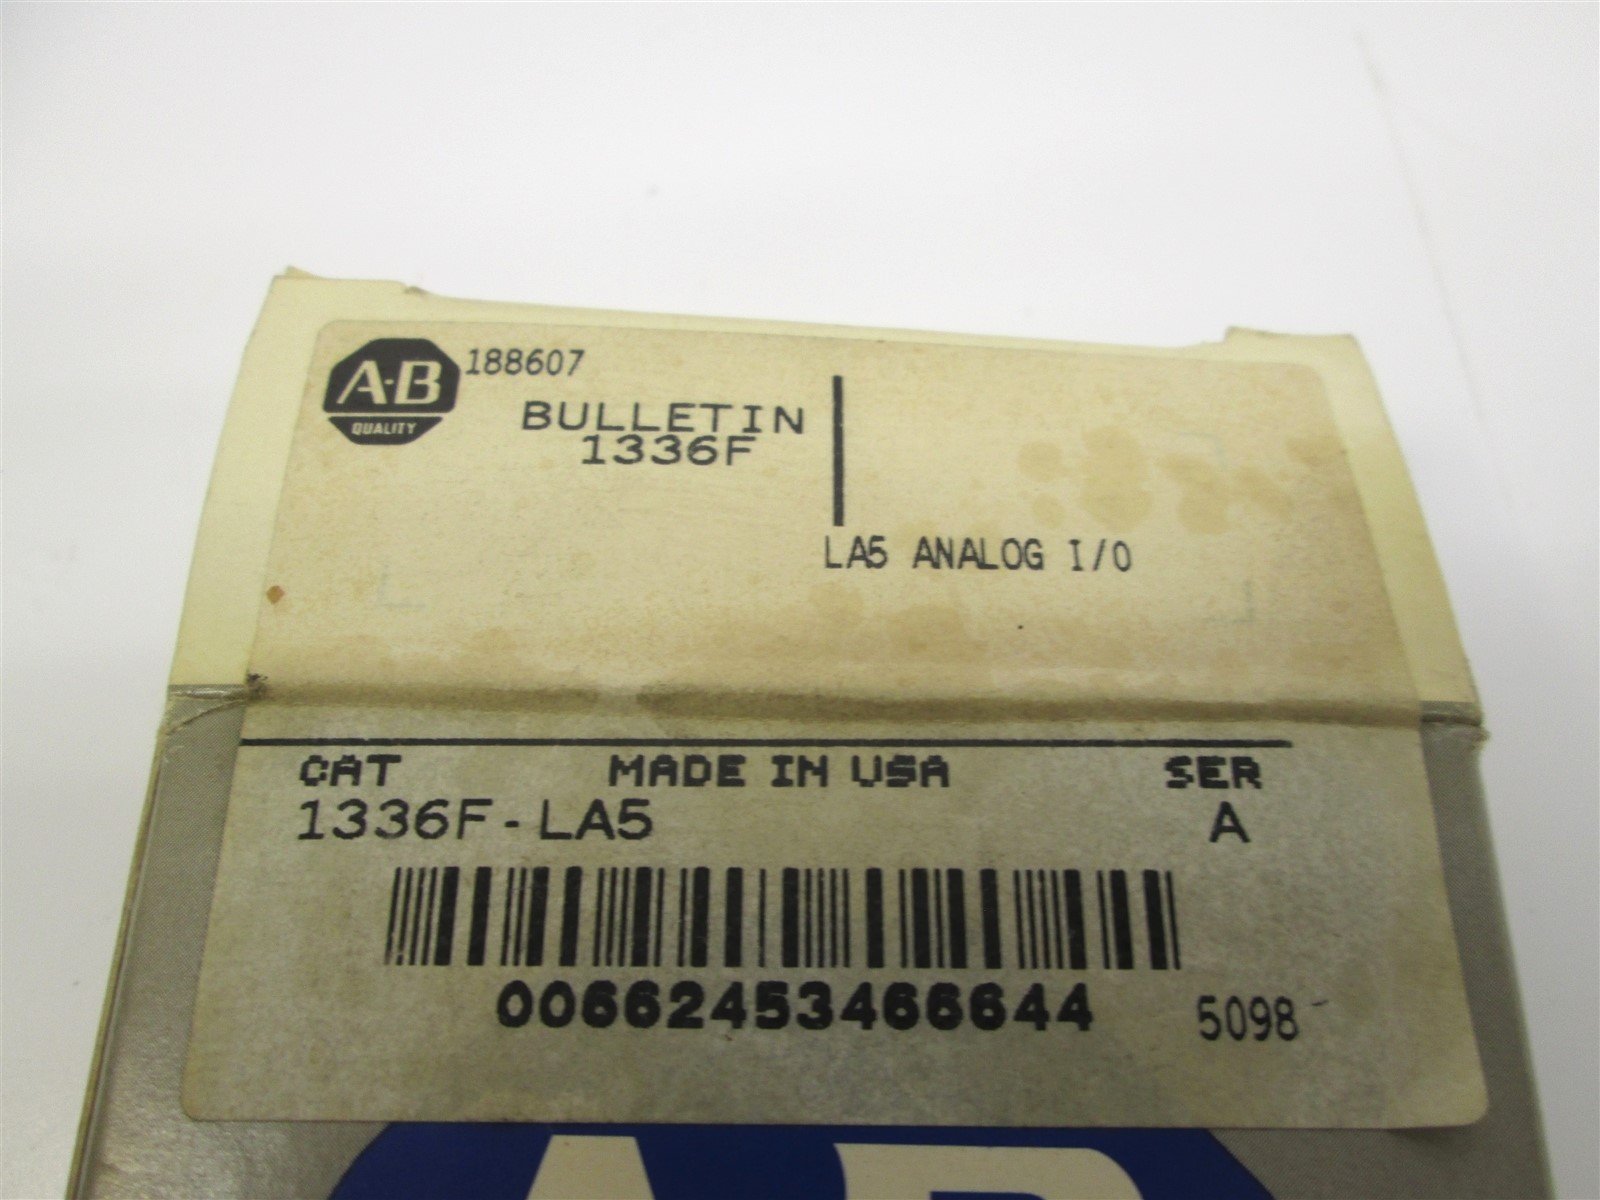 A-B
QUALITY
188607
BULLETIN
1336F
LA5 ANALOG I/O
CAT MADE IN USA SER
1336F-LA5 A
00662453466644
5098